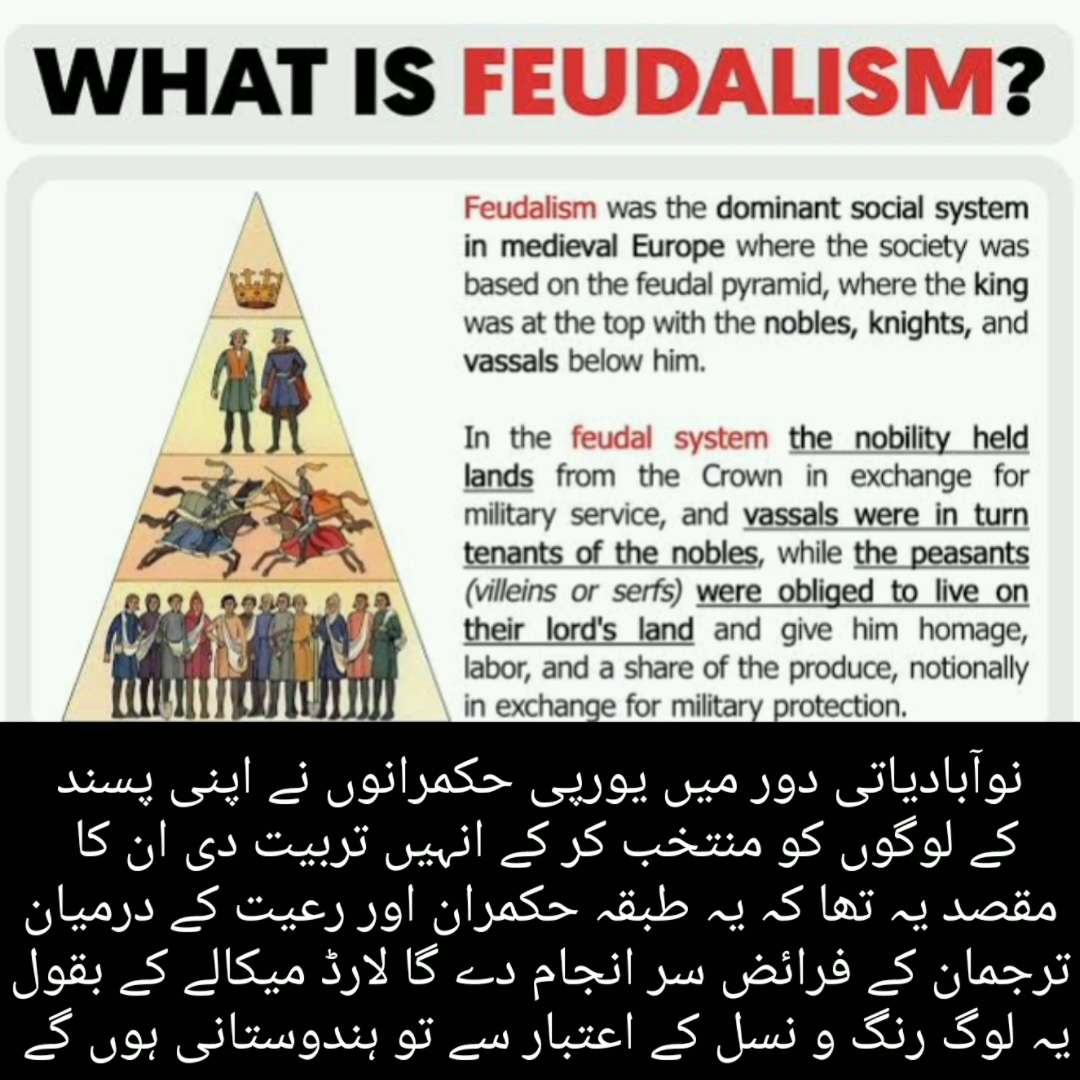 WHAT IS FEUDALISM?
Feudalism was the dominant social system
in medieval Europe where the society was
based on the feudal pyramid, where the king
was at the top with the nobles, knights, and
vassals below him.
In the feudal system the nobility held
lands from the Crown in exchange for
military service, and vassals were in turn
tenants of the nobles, while the peasants
(villeins or serfs) were obliged to live on
their lord's land and give him homage,
labor, and a share of the produce, notionally
in exchange for military protection.
نوآبادیاتی دور میں یورپی حکمرانوں نے اپنی پسند
کے لوگوں کو منتخب کر کے انہیں تربیت دی ان کا
مقصد یہ تھا کہ یہ طبقہ حکمران اور رعیت کے درمیان
ترجمان کے فرائض سر انجام دے گا لارڈ میکالے کے بقول
یہ لوگ رنگ و نسل کے اعتبار سے تو ہندوستانی ہوں گے